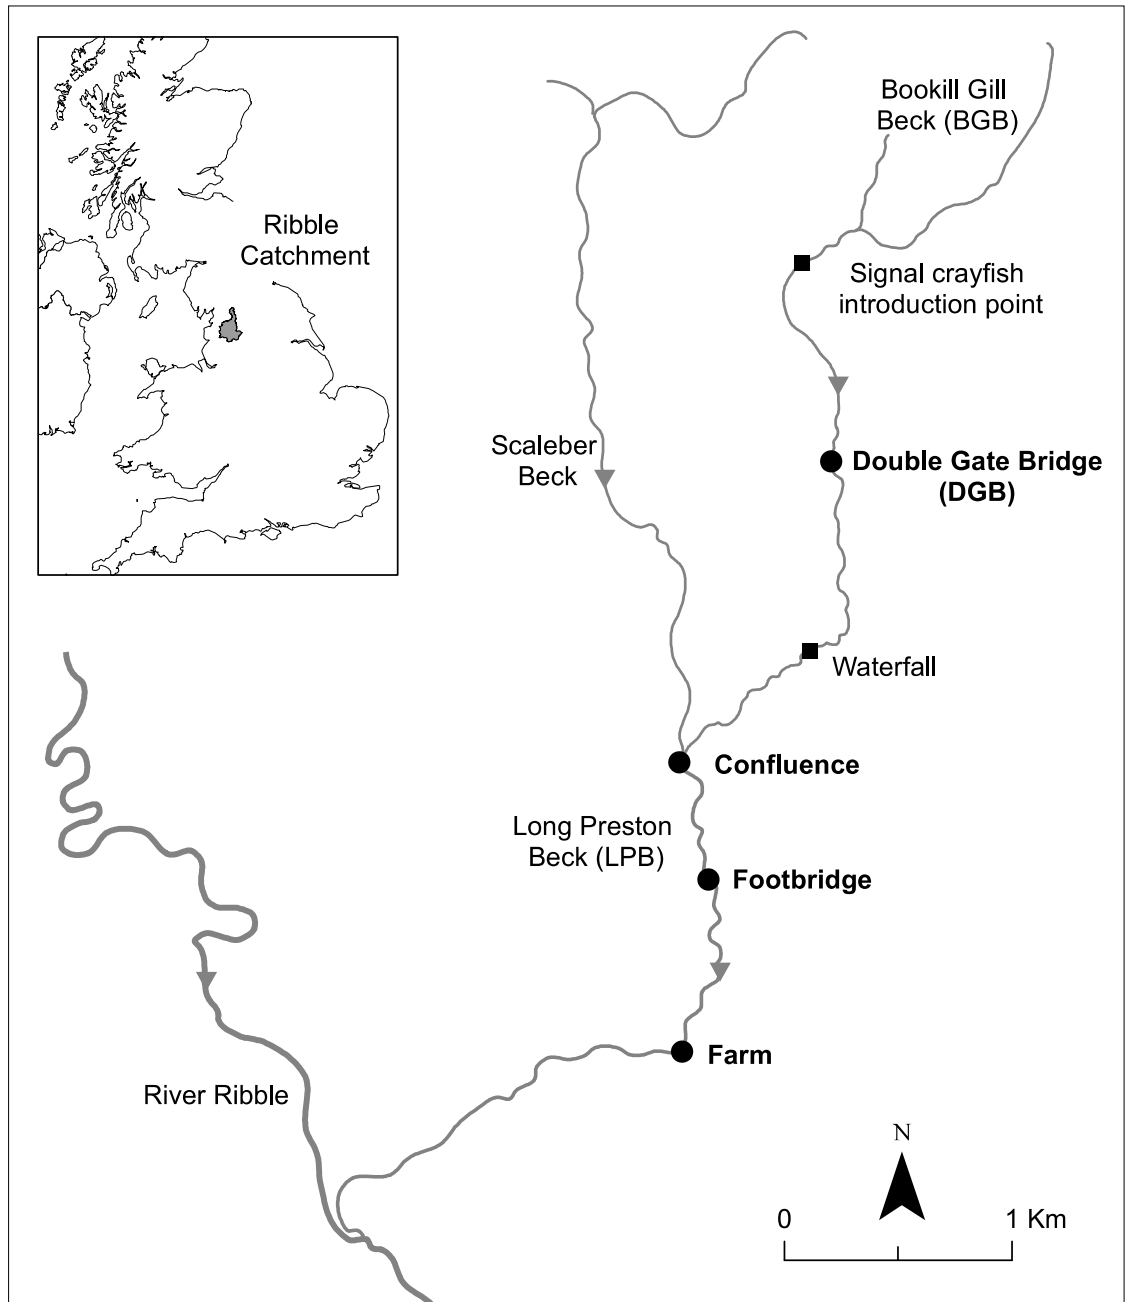 Bookill Gill
Beck (BGB)
Ribble
Catchment
Signal crayfish
introduction point
Scaleber
Beck
Double Gate Bridge
(DGB)
Waterfall
Confluence
Long Preston
Beck (LPB)
Footbridge
Farm
River Ribble
N
0
1 Km